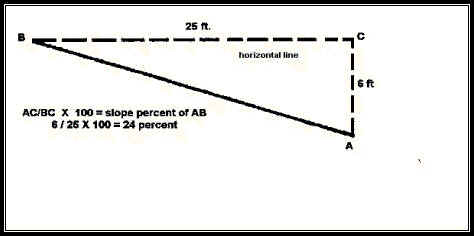 25 ft.
B
C
horizontal line
6 ft
AC/BC X 100 = slope percent of AB
6 / 25 X 100 = 24 percent
A